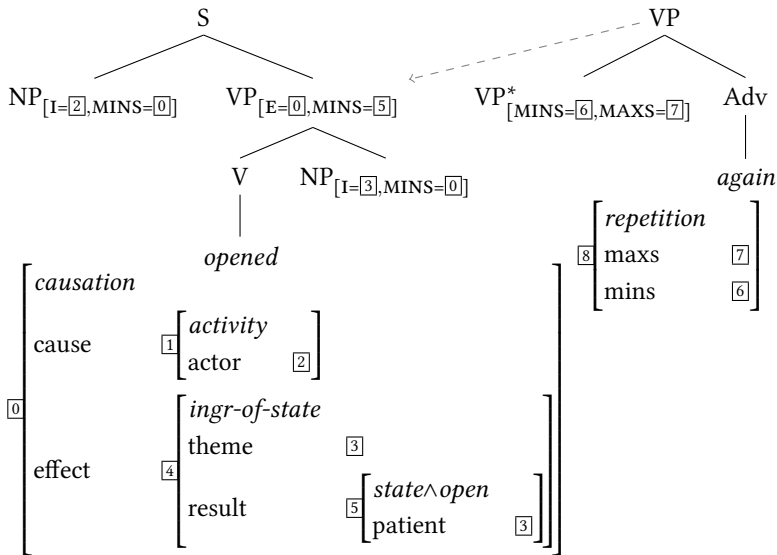 S VP
NP[I=2,MINS=0] VP[E=0,MINS=5] VP*[MINS=6,MAXS=7] Adv
V NP[I=3,MINS=0] again
opened
0 [causation
cause 1 [activity
actor 2]
effect 4 [ingr-of-state
theme 3
result 5 [state∧open
patient 3]]]
8 [repetition
maxs 7
mins 6]